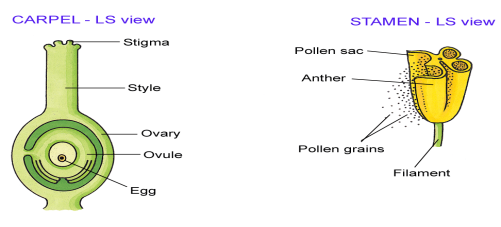 CARPEL - LS view
Stigma
Style
Ovary
Ovule
Egg
STAMEN - LS view
Pollen sac
Anther
Pollen grains
Filament